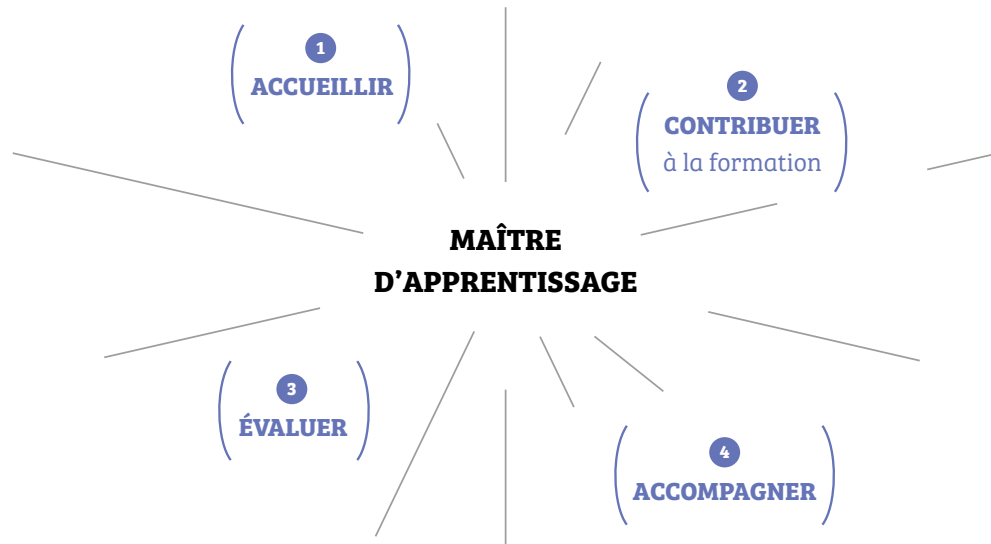 1
ACCUEILLIR
2
CONTRIBUER
à la formation
MAÎTRE
D’APPRENTISSAGE
3
ÉVALUER
4
ACCOMPAGNER